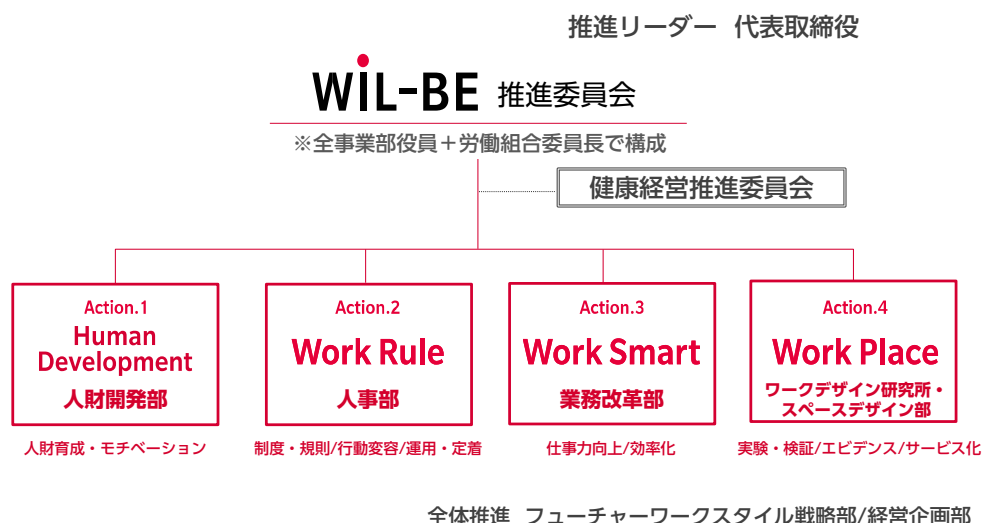 推進リーダー 代表取締役
WiL-BE 推進委員会
※全事業部役員＋労働組合委員長で構成
健康経営推進委員会
Action.1
Human
Development
人財開発部
人財育成・モチベーション
Action.2
Work Rule
人事部
制度・規則/行動変容/運用・定着
Action.3
Work Smart
業務改革部
仕事力向上/効率化
Action.4
Work Place
ワークデザイン研究所・
スペースデザイン部
実験・検証/エビデンス/サービス化
全体推進 フューチャーワークスタイル戦略部/経営企画部